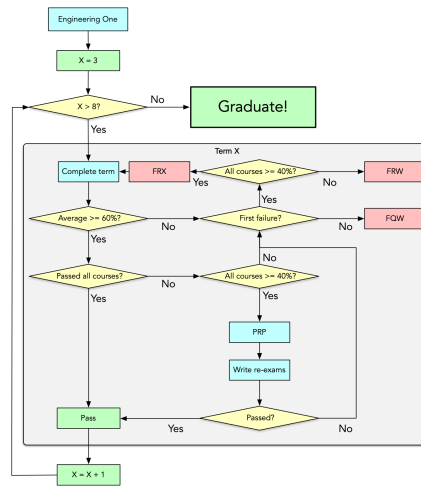 Engineering One
X = 3
X > 8?
No
Graduate!
Yes
Term X
Complete term
FRX
Yes
All courses >= 40%?
No
FRW
Yes
Average >= 60%?
No
First failure?
No
FQW
Yes
No
Passed all courses?
No
All courses >= 40%?
Yes
Yes
PRP
Write re-exams
Pass
Yes
Passed?
No
X = X + 1